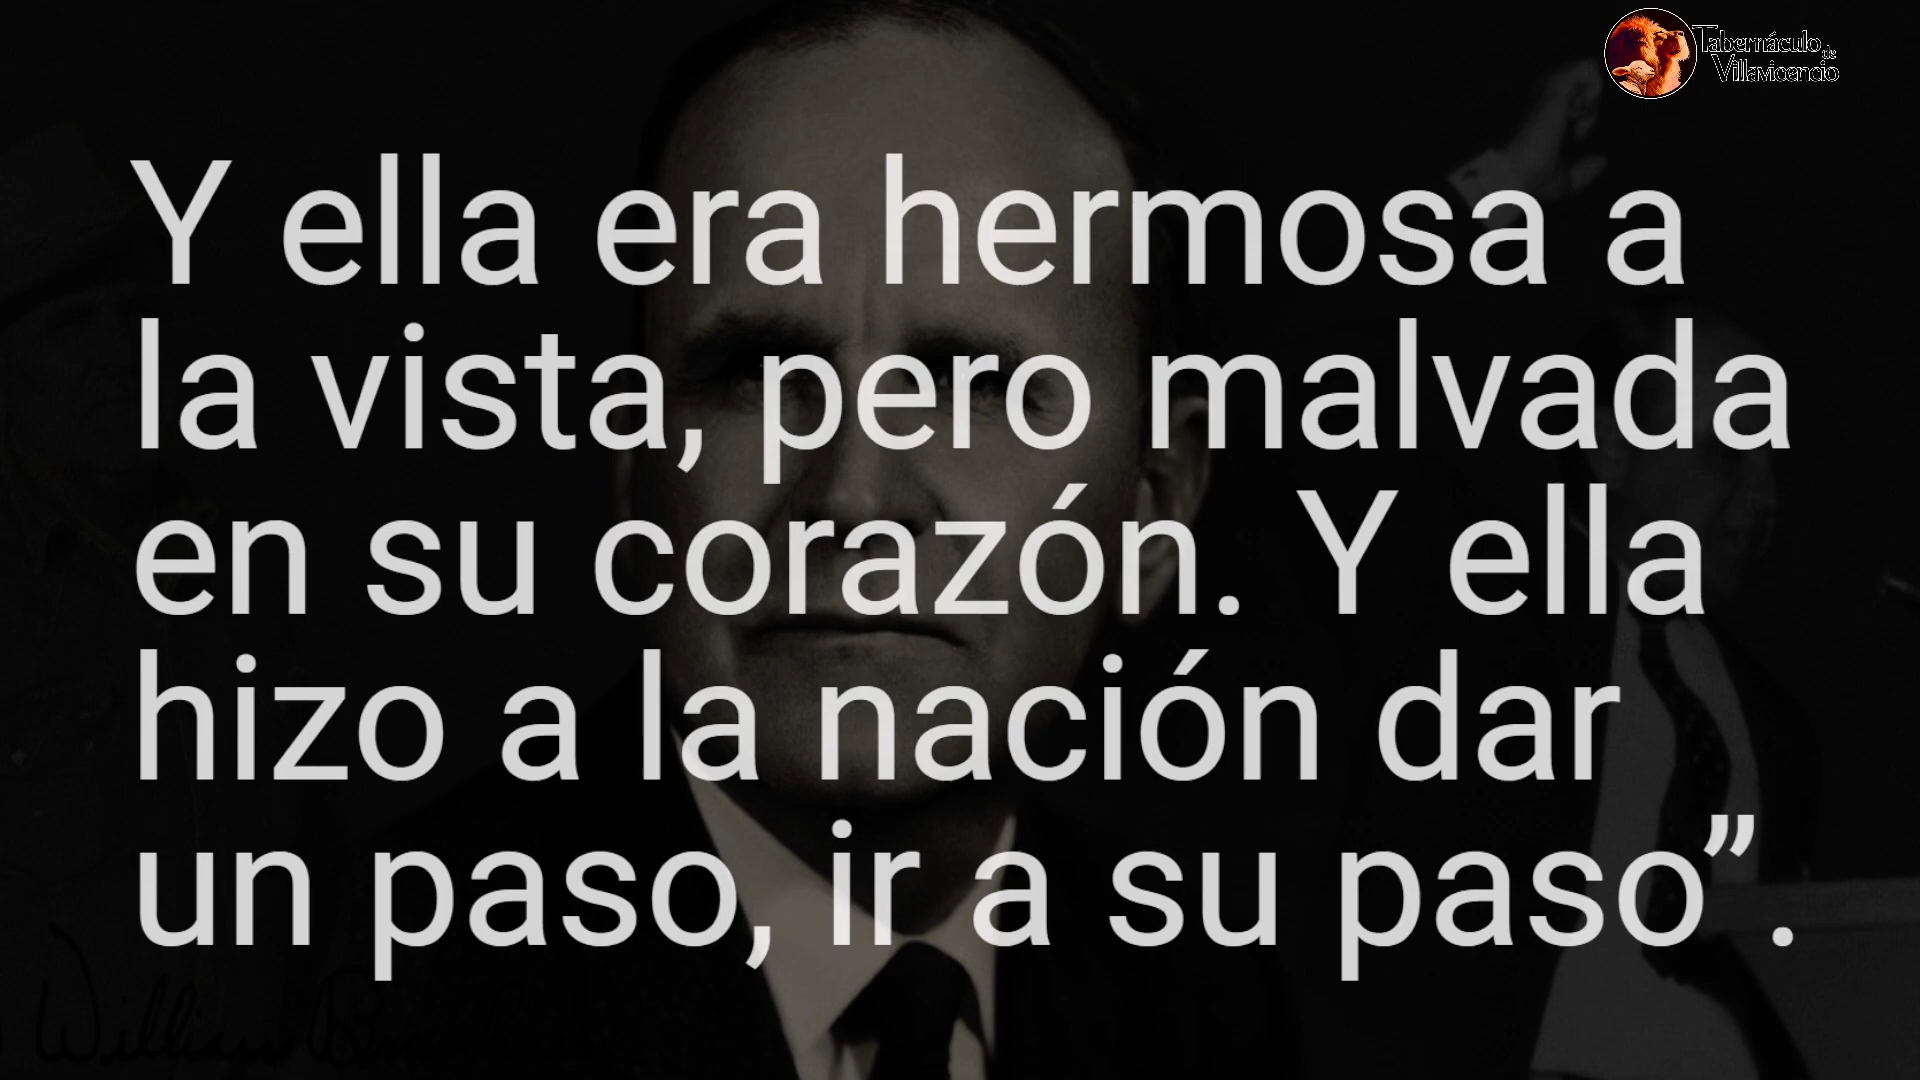 Tabernáculo
de
Villavicencio
Y ella era hermosa a
la vista, pero malvada
en su corazón. Y ella
hizo a la nación dar
un paso, ir a su paso”.
William